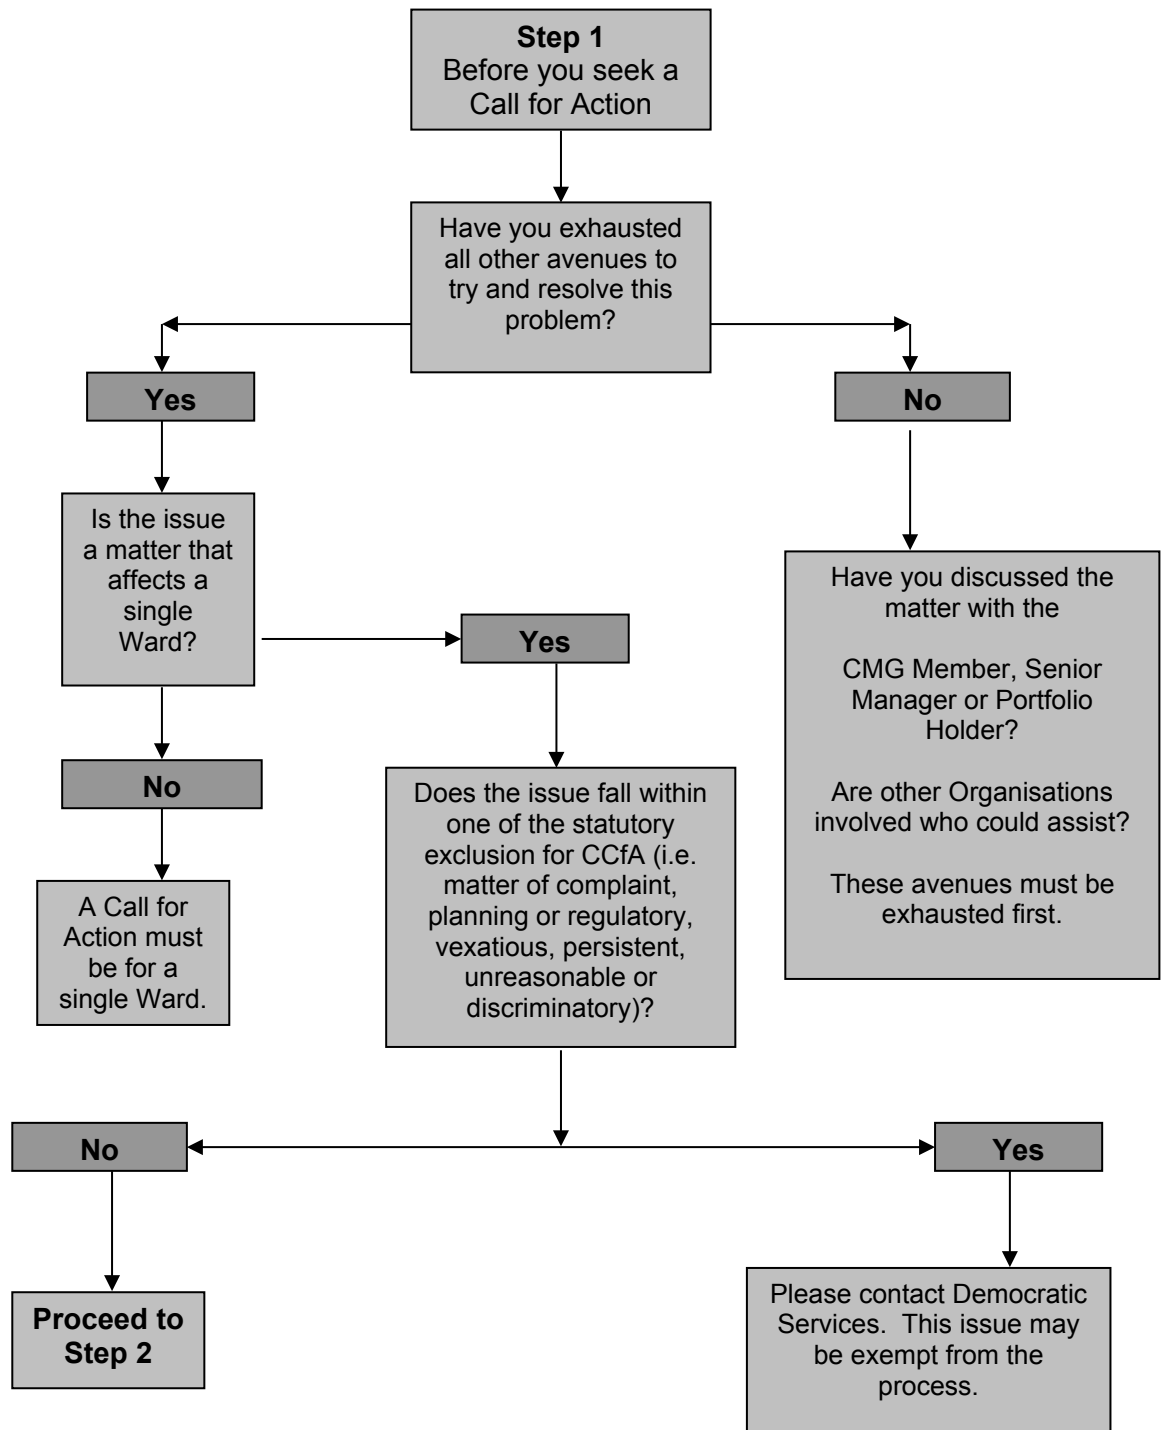 Step 1
Before you seek a
Call for Action
Have you exhausted
all other avenues to
try and resolve this
problem?
Yes
No
Is the issue
a matter that
affects a
single
Ward?
Yes
Have you discussed the
matter with the
CMG Member, Senior
Manager or Portfolio
Holder?
Are other Organisations
involved who could assist?
These avenues must be
exhausted first.
No
A Call for
Action must
be for a
single Ward.
Does the issue fall within
one of the statutory
exclusion for CCfA (i.e.
matter of complaint,
planning or regulatory,
vexatious, persistent,
unreasonable or
discriminatory)?
No
Yes
Proceed to
Step 2
Please contact Democratic
Services.  This issue may
be exempt from the
process.